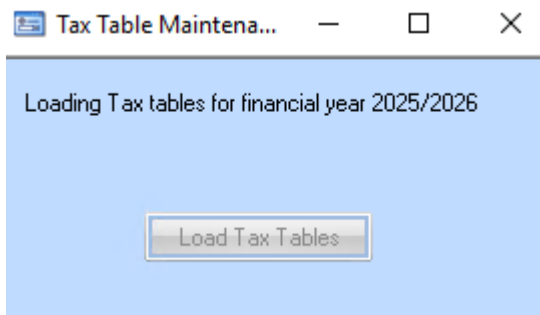 Tax Table Maintena...
Loading Tax tables for financial year 2025/2026
Load Tax Tables